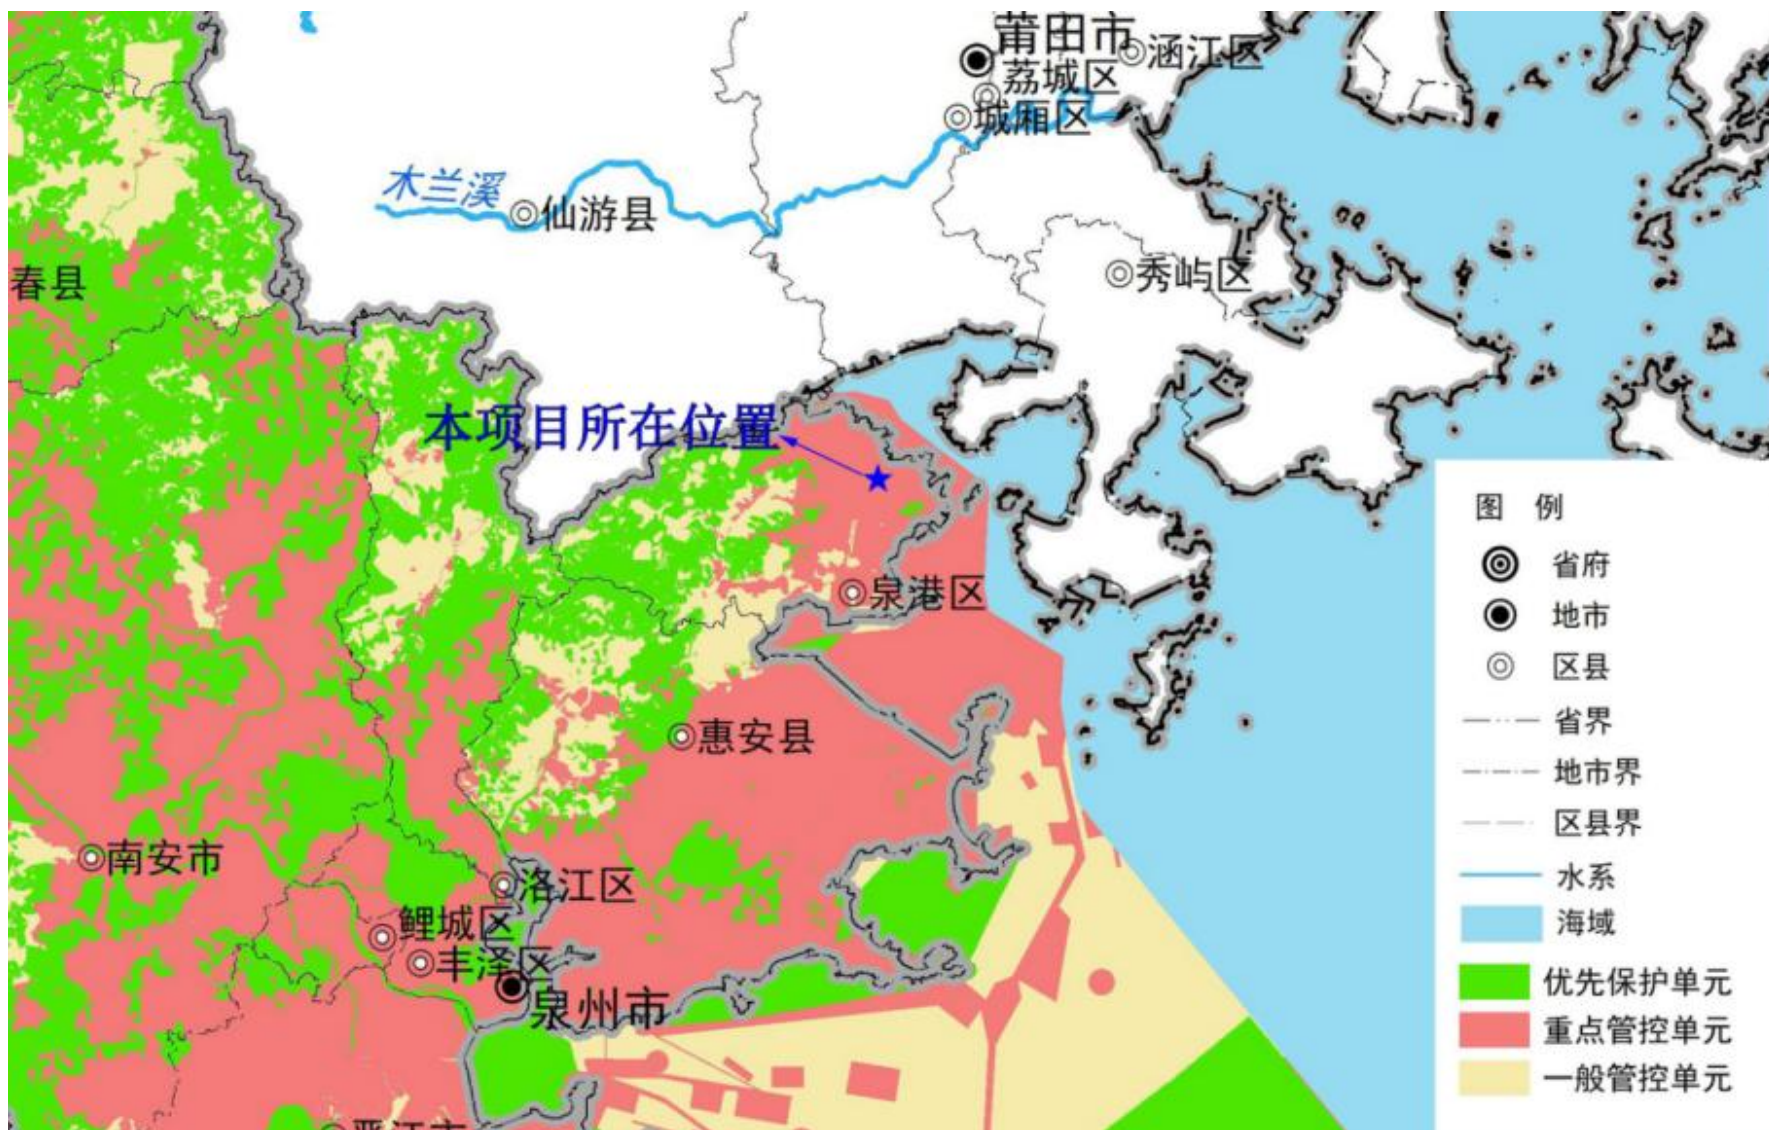 莆田市
涵江区
荔城区
城厢区
木兰溪
仙游县
秀屿区
春县
本项目所在位置
泉港区
惠安县
南安市
洛江区
鲤城区
丰泽区
泉州市
晋江市
图 例
省府
地市
区县
省界
地市界
区县界
水系
海域
优先保护单元
重点管控单元
一般管控单元